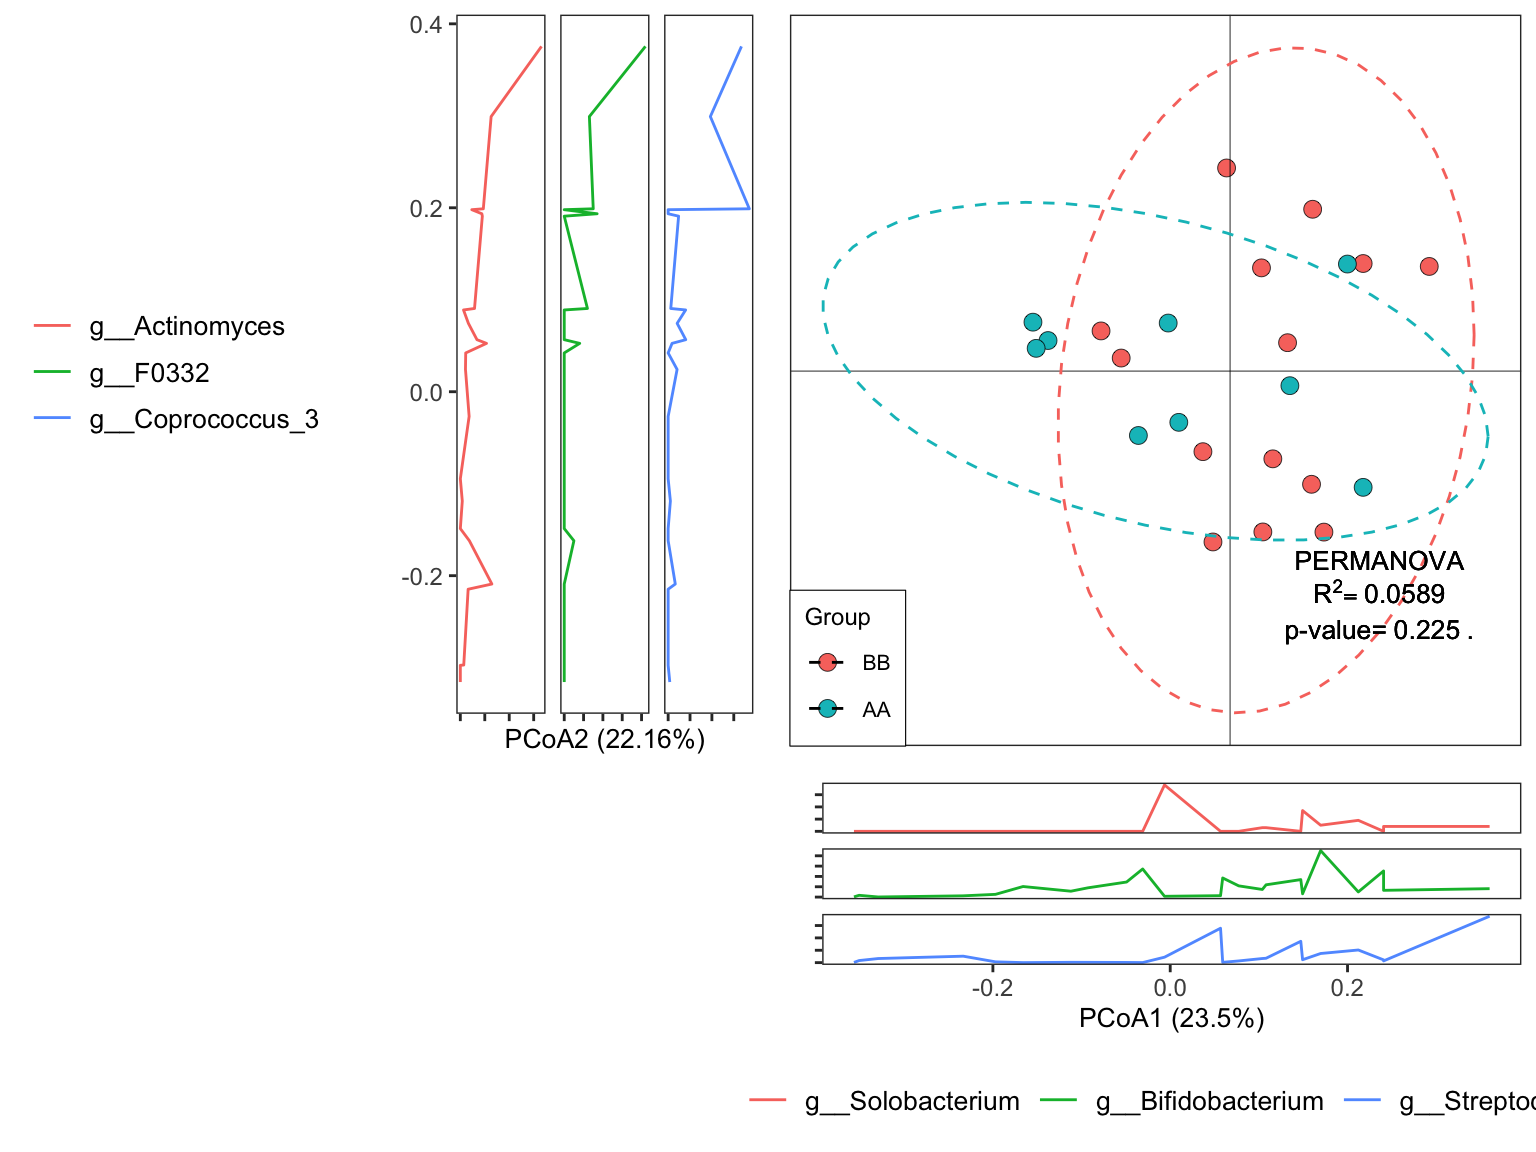 0.4
0.2
0.0
-0.2
g__Actinomyces
g__F0332
g__Coprococcus_3
PCoA2 (22.16%)
PERMANOVA
R²= 0.0589
p-value= 0.225 .
Group
BB
AA
-0.2 0.0 0.2
PCoA1 (23.5%)
g__Solobacterium g__Bifidobacterium